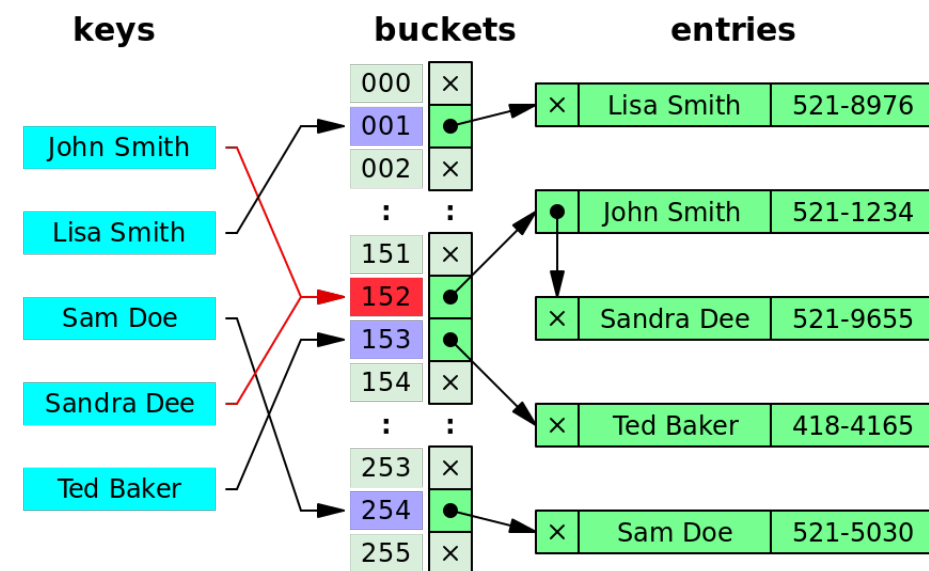 keys
buckets
entries
John Smith
Lisa Smith
Sam Doe
Sandra Dee
Ted Baker
000 ×
001
002 ×
: :
151 ×
152
153
154 ×
: :
253 ×
254
255 ×
× Lisa Smith 521-8976
John Smith 521-1234
× Sandra Dee 521-9655
× Ted Baker 418-4165
× Sam Doe 521-5030